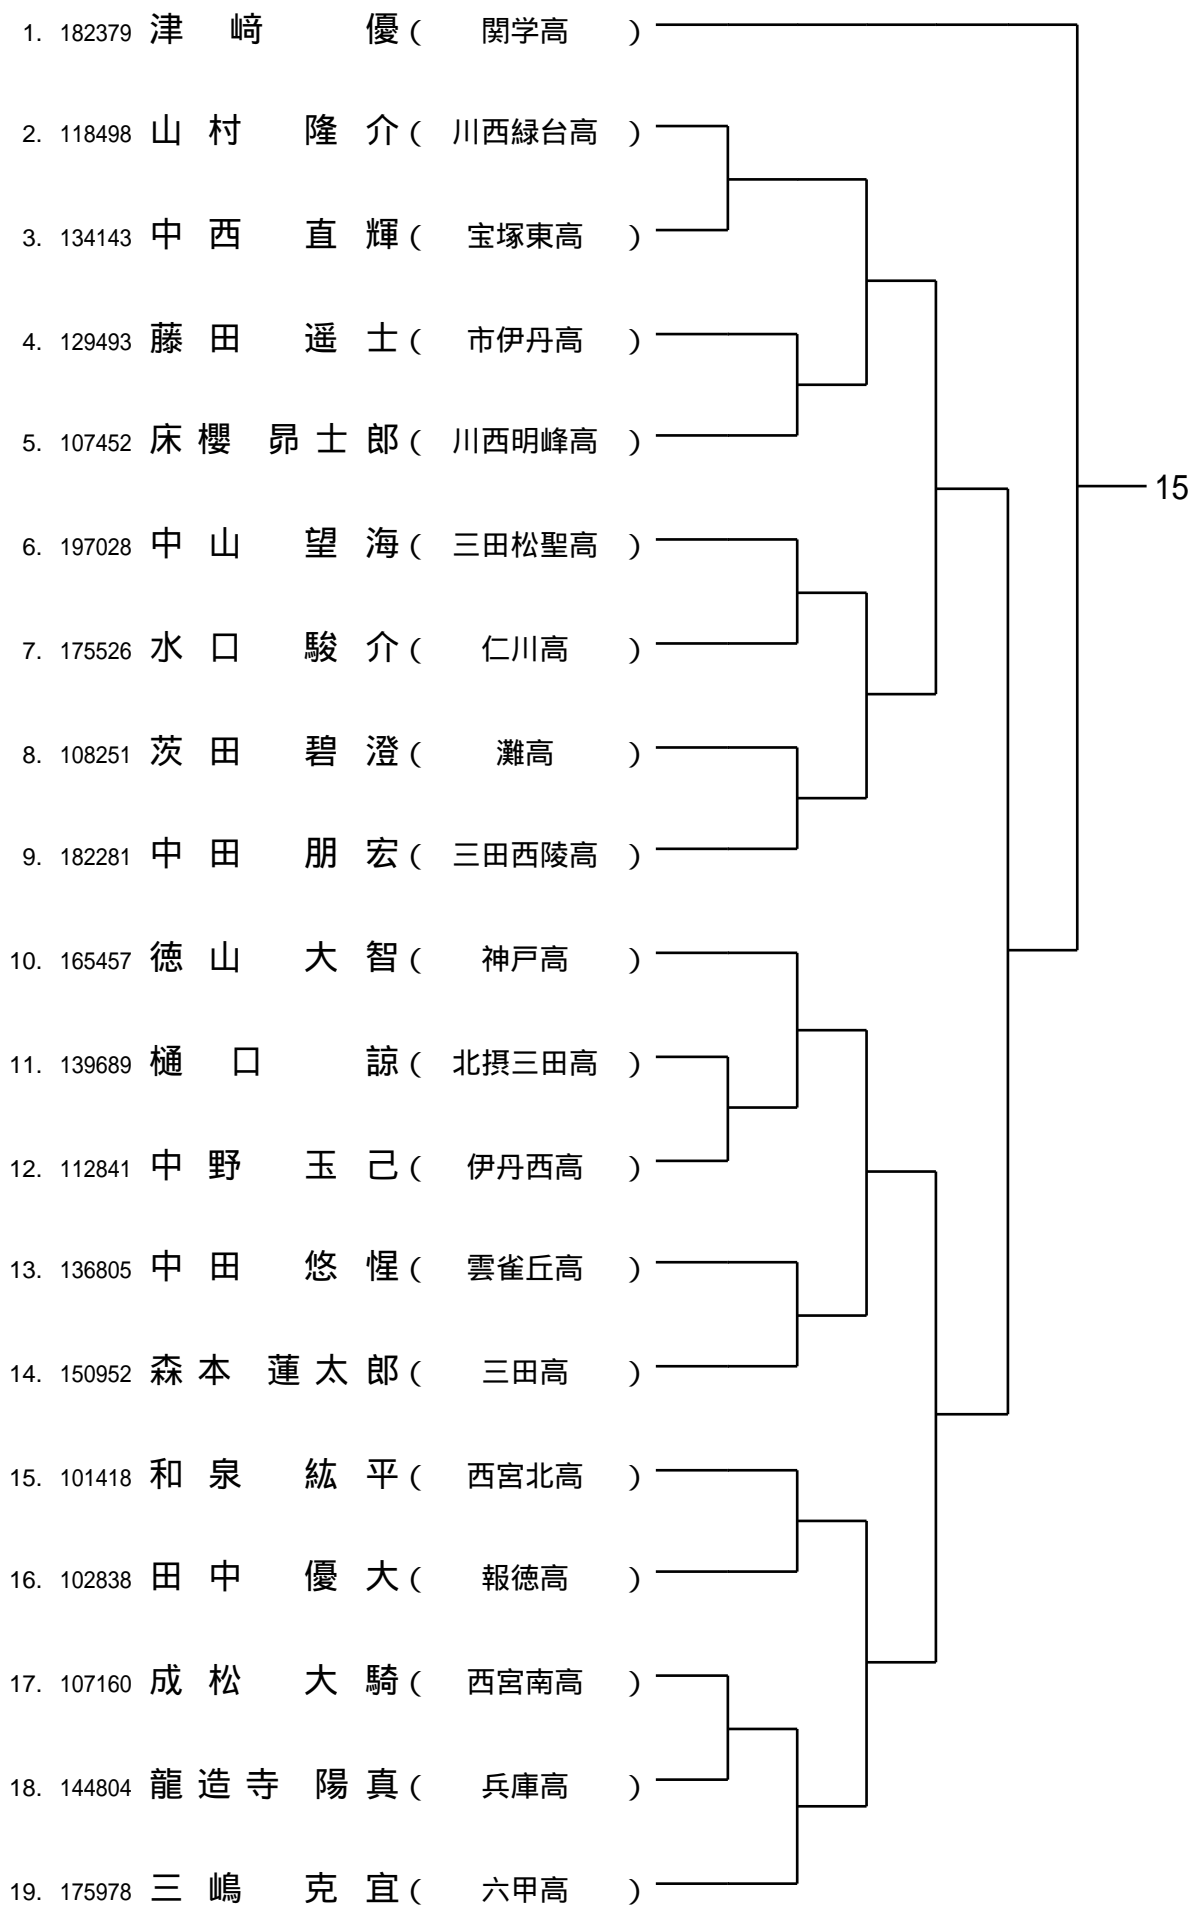 1. 182379 津 﨑 優 ( 関学高 )
2. 118498 山 村 隆 介 ( 川西緑台高 )
3. 134143 中 西 直 輝 ( 宝塚東高 )
4. 129493 藤 田 遥 士 ( 市伊丹高 )
5. 107452 床 櫻 昴 士 郎 ( 川西明峰高 )
15
6. 197028 中 山 望 海 ( 三田松聖高 )
7. 175526 水 口 駿 介 ( 仁川高 )
8. 108251 茨 田 碧 澄 ( 灘高 )
9. 182281 中 田 朋 宏 ( 三田西陵高 )
10. 165457 徳 山 大 智 ( 神戸高 )
11. 139689 樋 口 諒 ( 北摂三田高 )
12. 112841 中 野 玉 己 ( 伊丹西高 )
13. 136805 中 田 悠 惺 ( 雲雀丘高 )
14. 150952 森 本 蓮 太 郎 ( 三田高 )
15. 101418 和 泉 紘 平 ( 西宮北高 )
16. 102838 田 中 優 大 ( 報徳高 )
17. 107160 成 松 大 騎 ( 西宮南高 )
18. 144804 龍 造 寺 陽 真 ( 兵庫高 )
19. 175978 三 嶋 克 宜 ( 六甲高 )